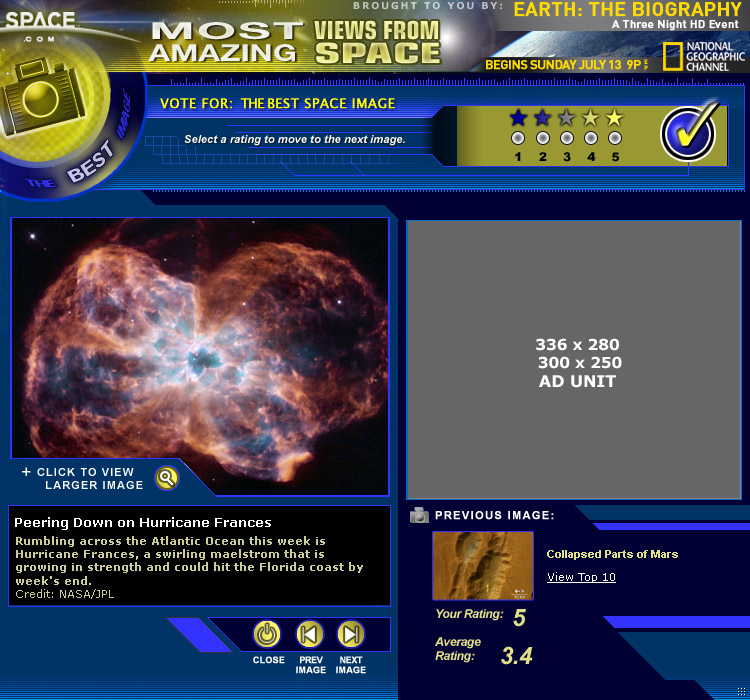 SPACE
.COM
BROUGHT TO YOU BY:
MOST
AMAZING
VIEWS FROM
SPACE
EARTH: THE BIOGRAPHY
A Three Night HD Event
NATIONAL
GEOGRAPHIC
CHANNEL
BEGINS SUNDAY JULY 13 9P
THE BEST IMAGE
VOTE FOR: THE BEST SPACE IMAGE
Select a rating to move to the next image.
1 2 3 4 5
+ CLICK TO VIEW
LARGER IMAGE
336 x 280
300 x 250
AD UNIT
Peering Down on Hurricane Frances
Rumbling across the Atlantic Ocean this week is
Hurricane Frances, a swirling maelstrom that is
growing in strength and could hit the Florida coast by
week's end.
Credit: NASA/JPL
CLOSE
PREV
IMAGE
NEXT
IMAGE
PREVIOUS IMAGE:
Collapsed Parts of Mars
View Top 10
Your Rating: 5
Average
Rating: 3.4